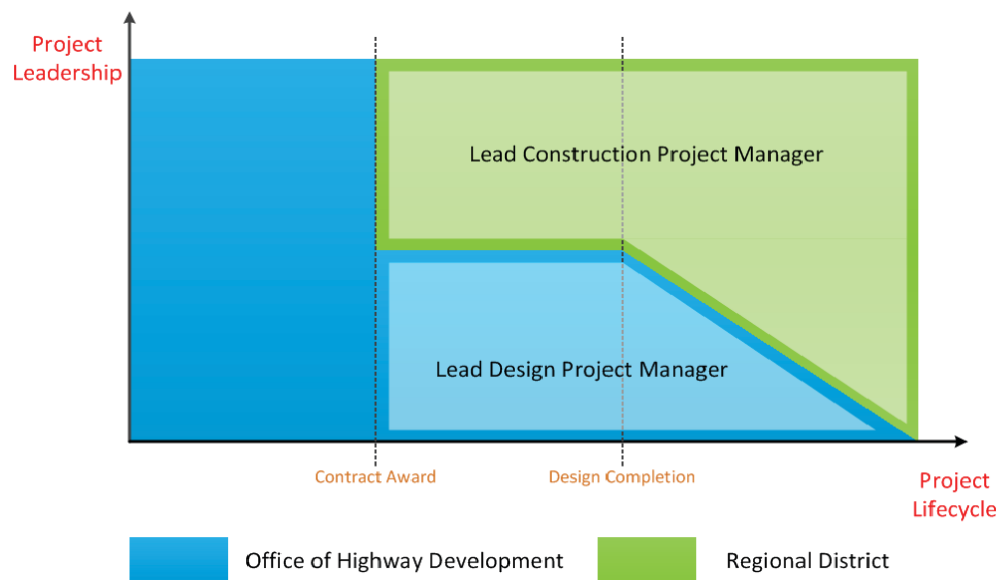 Project
Leadership
Lead Construction Project Manager
Lead Design Project Manager
Contract Award
Design Completion
Project
Lifecycle
Office of Highway Development
Regional District